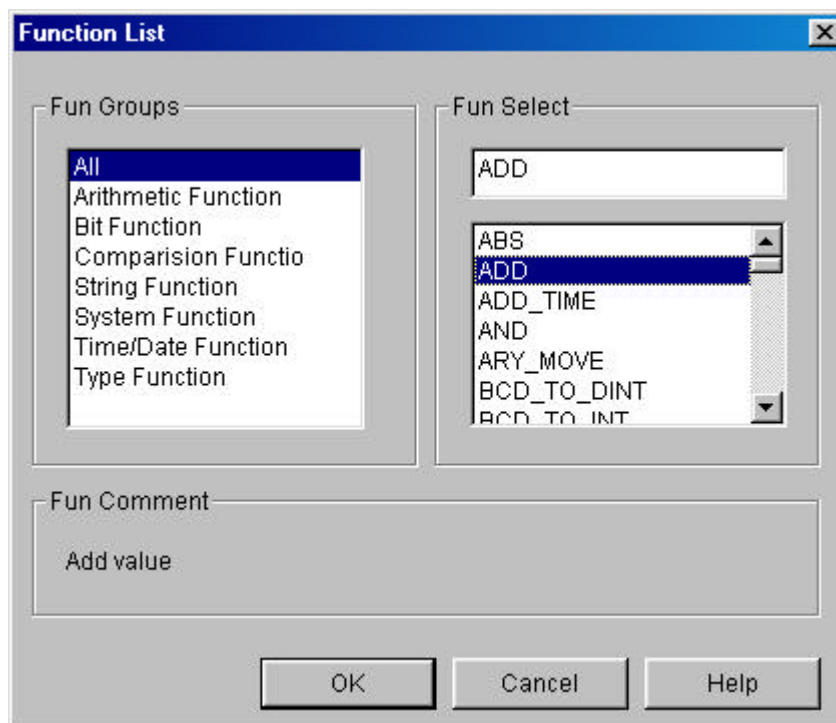 Function List
Fun Groups
All
Arithmetic Function
Bit Function
Comparision Functio
String Function
System Function
Time/Date Function
Type Function
Fun Select
ADD
ABS
ADD
ADD_TIME
AND
ARY_MOVE
BCD_TO_DINT
BCD_TO_INT
Fun Comment
Add value
OK
Cancel
Help